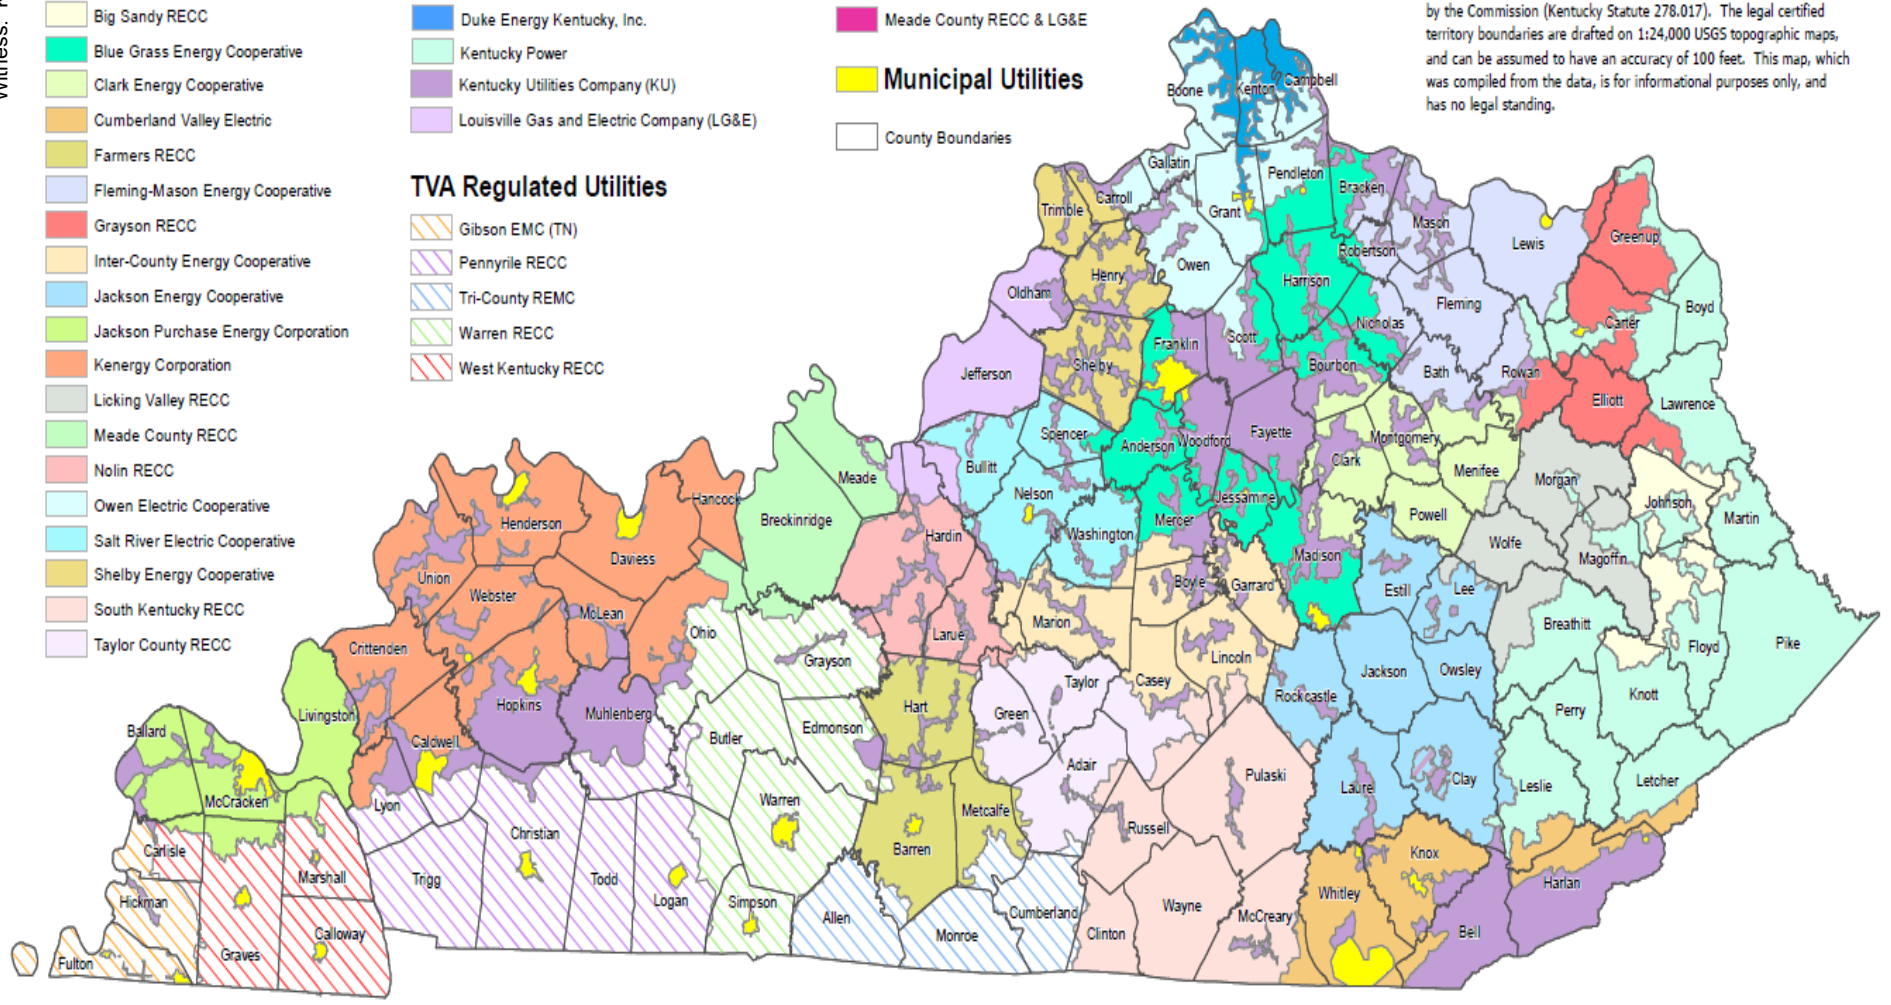 Witness:
Big Sandy RECC
Blue Grass Energy Cooperative
Clark Energy Cooperative
Cumberland Valley Electric
Farmers RECC
Fleming-Mason Energy Cooperative
Grayson RECC
Inter-County Energy Cooperative
Jackson Energy Cooperative
Jackson Purchase Energy Corporation
Kenergy Corporation
Licking Valley RECC
Meade County RECC
Nolin RECC
Owen Electric Cooperative
Salt River Electric Cooperative
Shelby Energy Cooperative
South Kentucky RECC
Taylor County RECC
Duke Energy Kentucky, Inc.
Kentucky Power
Kentucky Utilities Company (KU)
Louisville Gas and Electric Company (LG&E)
TVA Regulated Utilities
Gibson EMC (TN)
Pennyrile RECC
Tri-County REMC
Warren RECC
West Kentucky RECC
Meade County RECC & LG&E
Municipal Utilities
County Boundaries
by the Commission (Kentucky Statute 278.017). The legal certified
territory boundaries are drafted on 1:24,000 USGS topographic maps,
and can be assumed to have an accuracy of 100 feet. This map, which
was compiled from the data, is for informational purposes only, and
has no legal standing.
Boone
Kenton
Campbell
Gallatin
Pendleton
Bracken
Carroll
Trimble
Grant
Mason
Lewis
Greenup
Robertson
Owen
Henry
Harrison
Oldham
Fleming
Boyd
Carter
Nicholas
Franklin
Scott
Shelby
Bourbon
Jefferson
Bath
Rowan
Elliott
Lawrence
Spencer
Anderson
Woodford
Fayette
Montgomery
Clark
Bullitt
Menifee
Morgan
Meade
Nelson
Jessamine
Johnson
Hancock
Breckinridge
Henderson
Powell
Martin
Mercer
Hardin
Washington
Wolfe
Daviess
Madison
Magoffin
Union
Boyle
Garrard
Estill
Lee
Webster
McLean
Marion
Breathitt
Ohio
Larue
Crittenden
Grayson
Lincoln
Floyd
Pike
Jackson
Owsley
Taylor
Casey
Rockcastle
Knott
Hart
Hopkins
Livingston
Muhlenberg
Green
Perry
Ballard
Butler
Edmonson
Caldwell
Adair
Pulaski
Laurel
Clay
Leslie
Letcher
McCracken
Lyon
Warren
Metcalfe
Russell
Christian
Carlisle
Barren
Knox
Marshall
Trigg
Todd
Logan
Harlan
Hickman
Simpson
Whitley
Allen
Cumberland
Wayne
McCreary
Calloway
Monroe
Clinton
Bell
Graves
Fulton